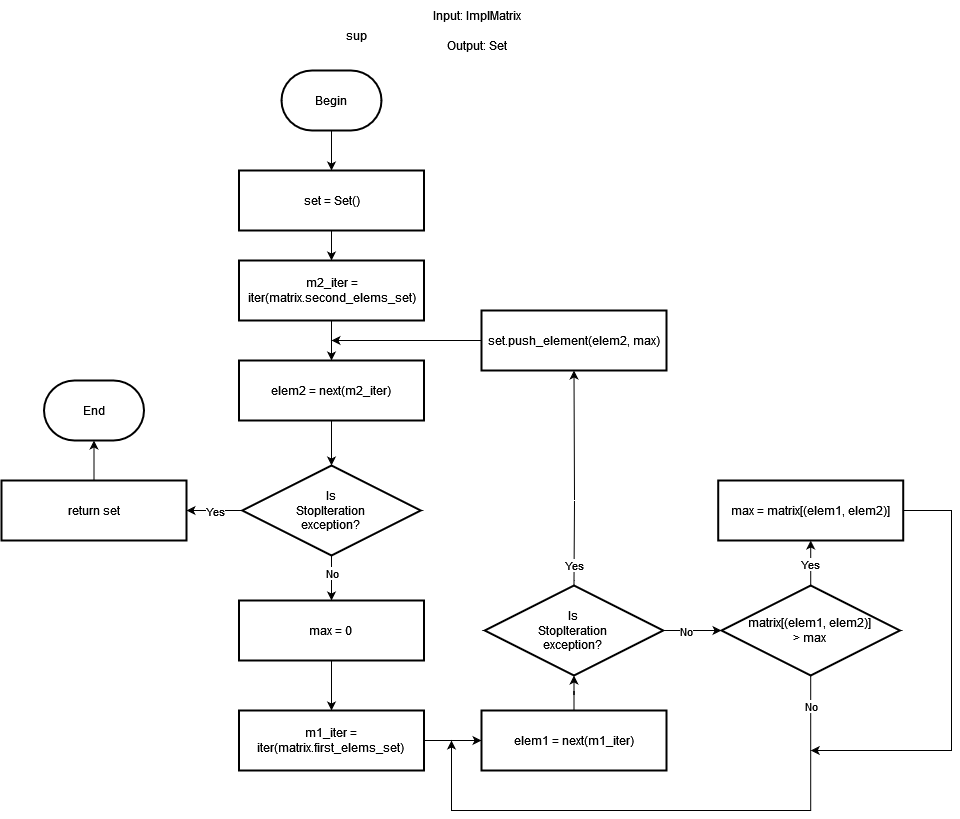 Input: ImplMatrix
sup
Output: Set
Begin
set = Set()
m2_iter =
iter(matrix.second_elems_set)
set.push_element(elem2, max)
elem2 = next(m2_iter)
End
Is
StopIteration
exception?
Yes
return set
No
max = 0
m1_iter =
iter(matrix.first_elems_set)
elem1 = next(m1_iter)
Is
StopIteration
exception?
Yes
No
matrix[(elem1, elem2)]
> max
Yes
max = matrix[(elem1, elem2)]
No